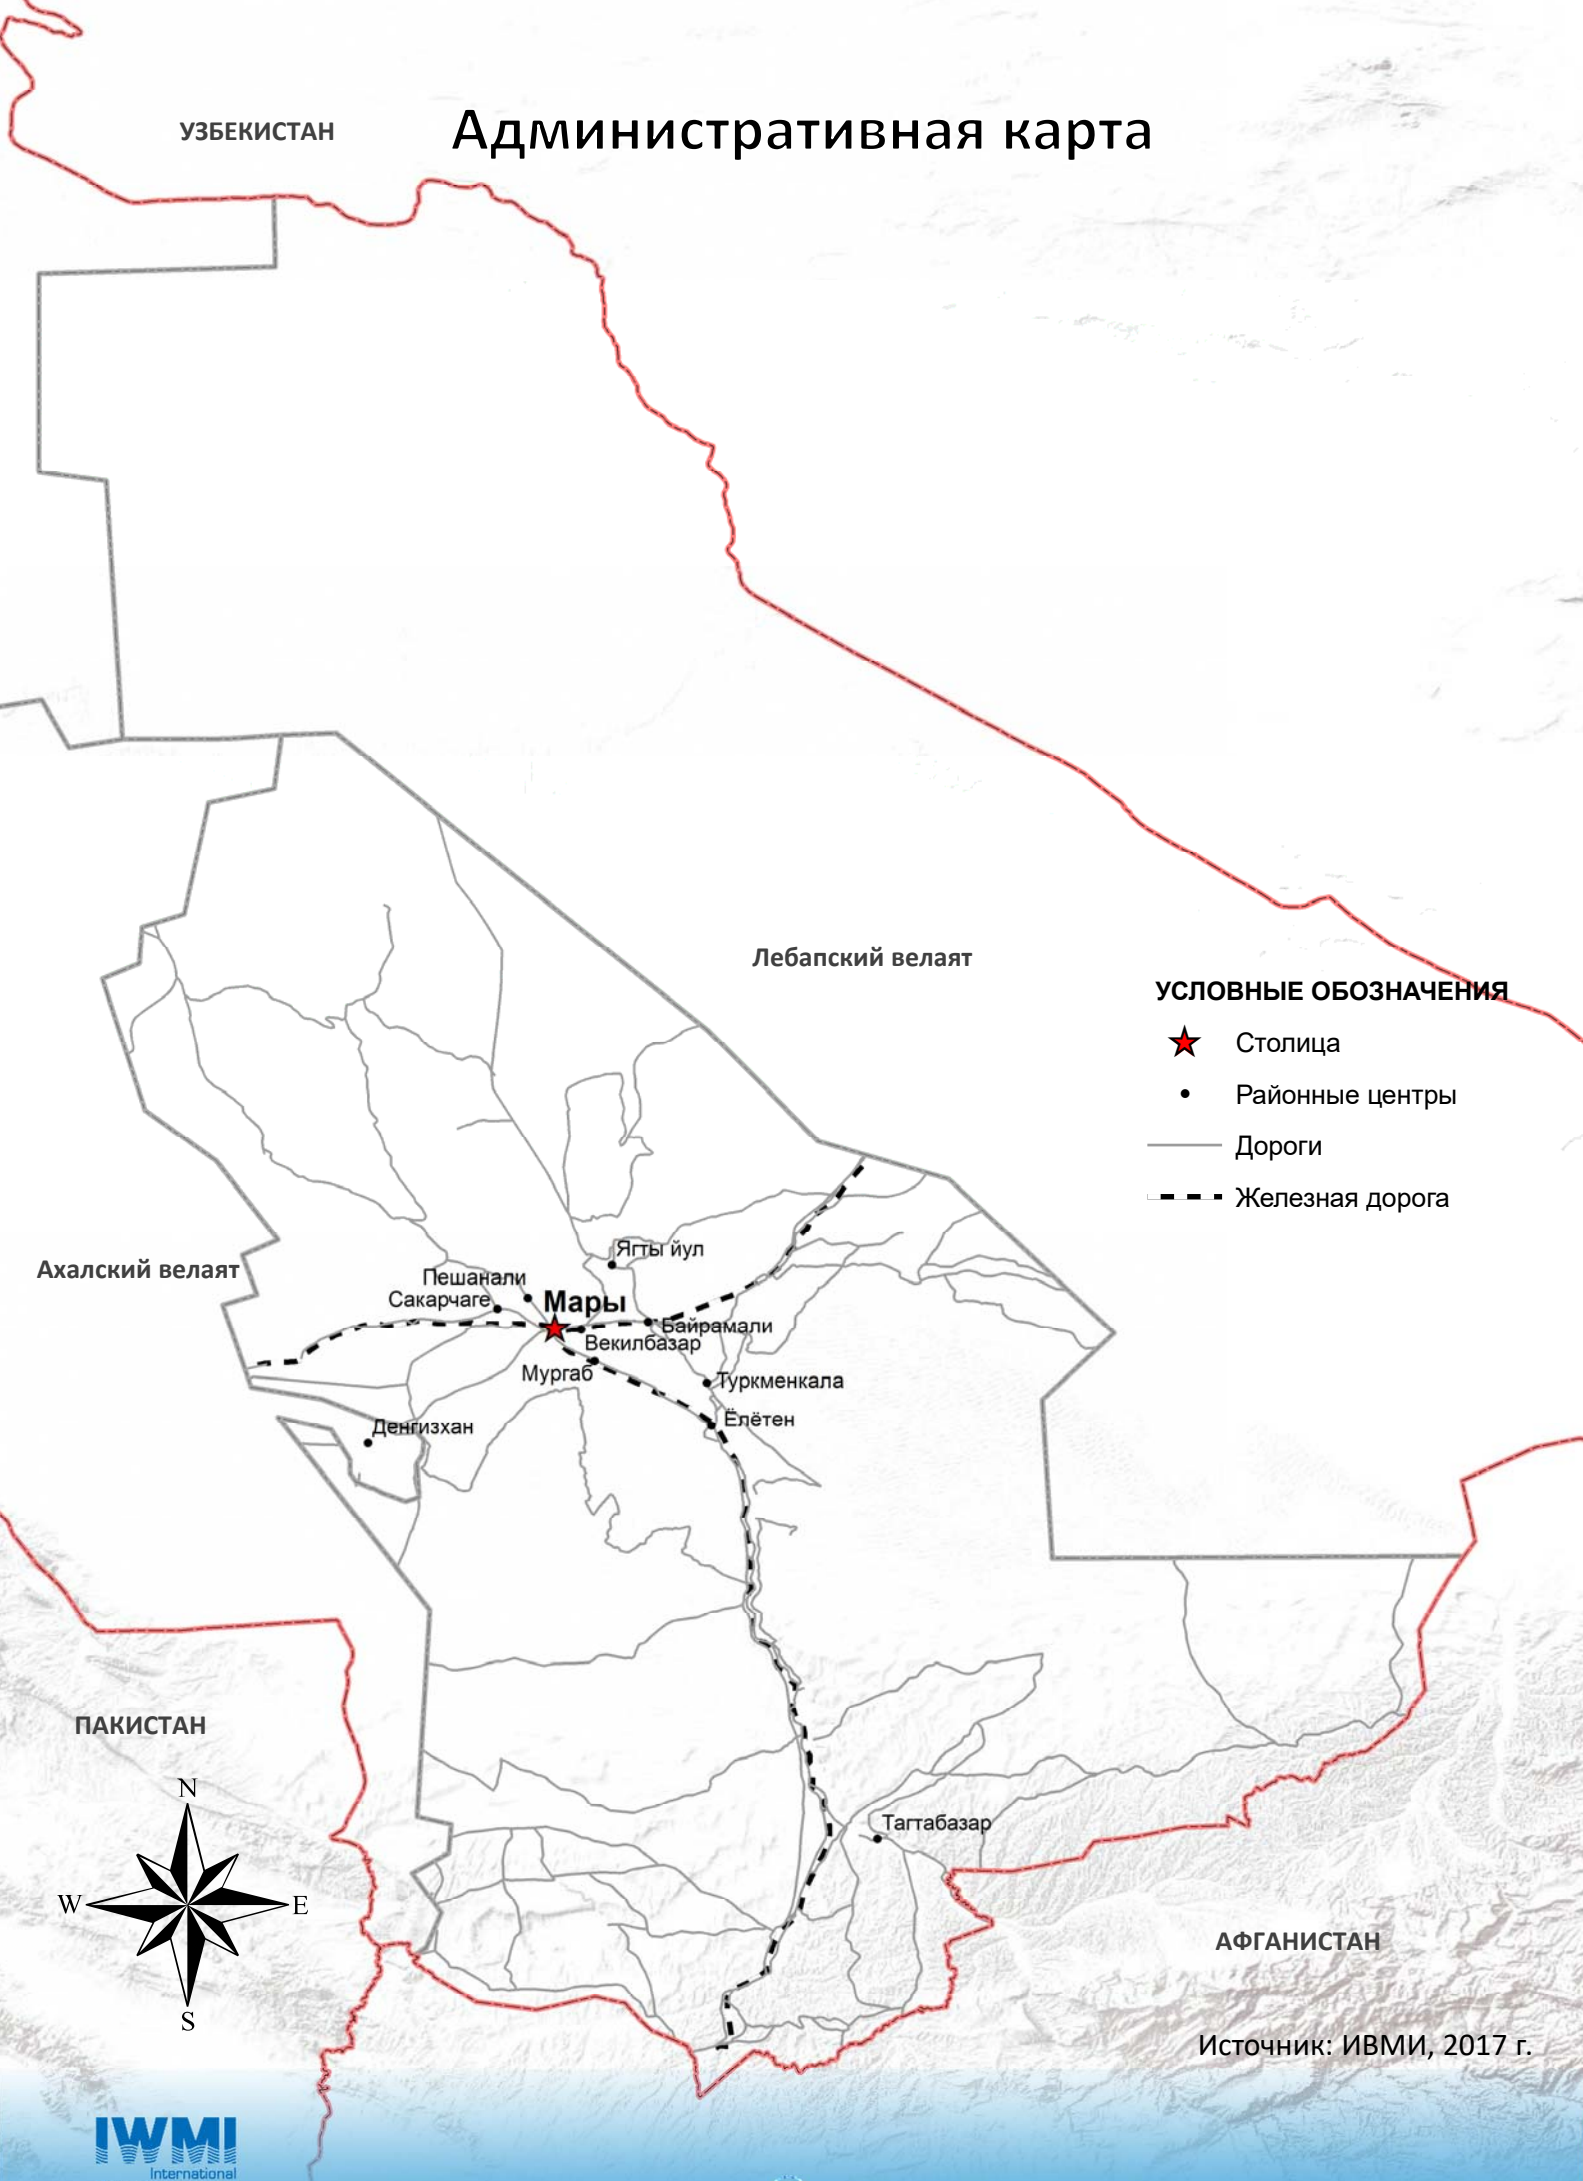 Административная карта
УЗБЕКИСТАН
Лебапский велаят
УСЛОВНЫЕ ОБОЗНАЧЕНИЯ
Столица
Районные центры
Дороги
Железная дорога
Ахалский велаят
Ягты йул
Пешанали
Сакарчаге
Мары
Байрамали
Векилбазар
Мургаб
Туркменкала
Ёлётен
Денгизхан
ПАКИСТАН
N
W
E
S
Тагтабазар
АФГАНИСТАН
Источник: ИВМИ, 2017 г.
IWMI
International